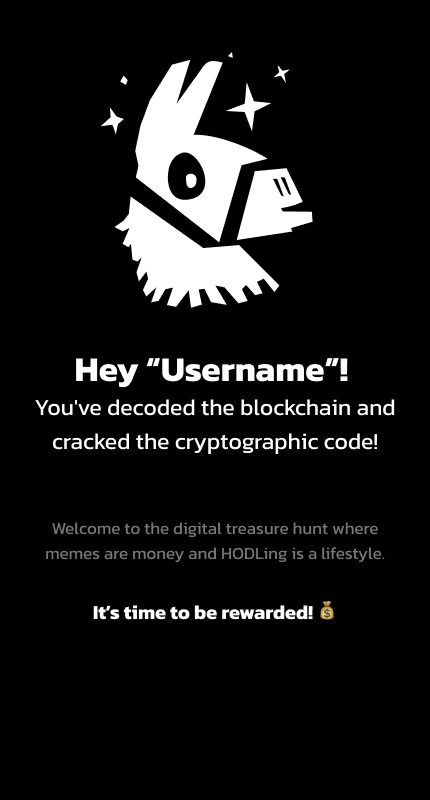 Hey “Username”!
You've decoded the blockchain and
cracked the cryptographic code!
Welcome to the digital treasure hunt where
memes are money and HODLing is a lifestyle.
It’s time to be rewarded! 💰